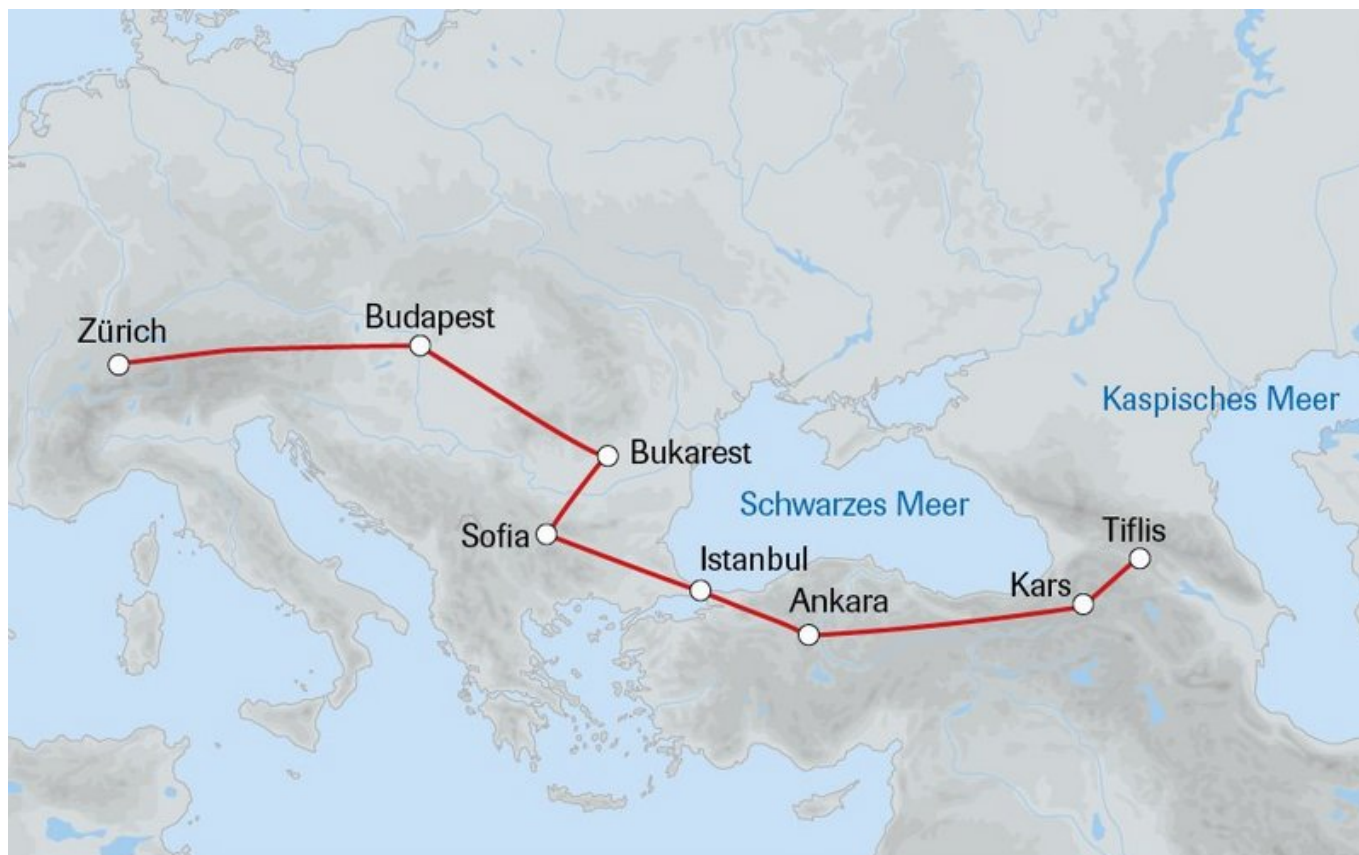 Zürich
Budapest
Bukarest
Sofia
Istanbul
Ankara
Kars
Tiflis
Schwarzes Meer
Kaspisches Meer